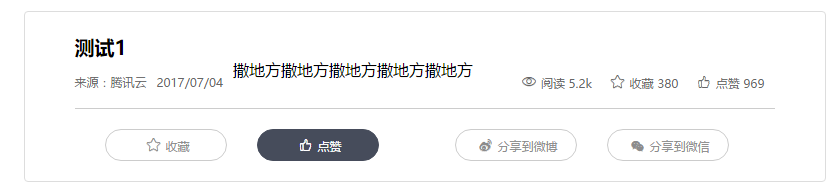 测试1
撒地方撒地方撒地方撒地方撒地方
来源：腾讯云 2017/07/04 阅读 5.2k 收藏 380 点赞 969
收藏 点赞 分享到微博 分享到微信